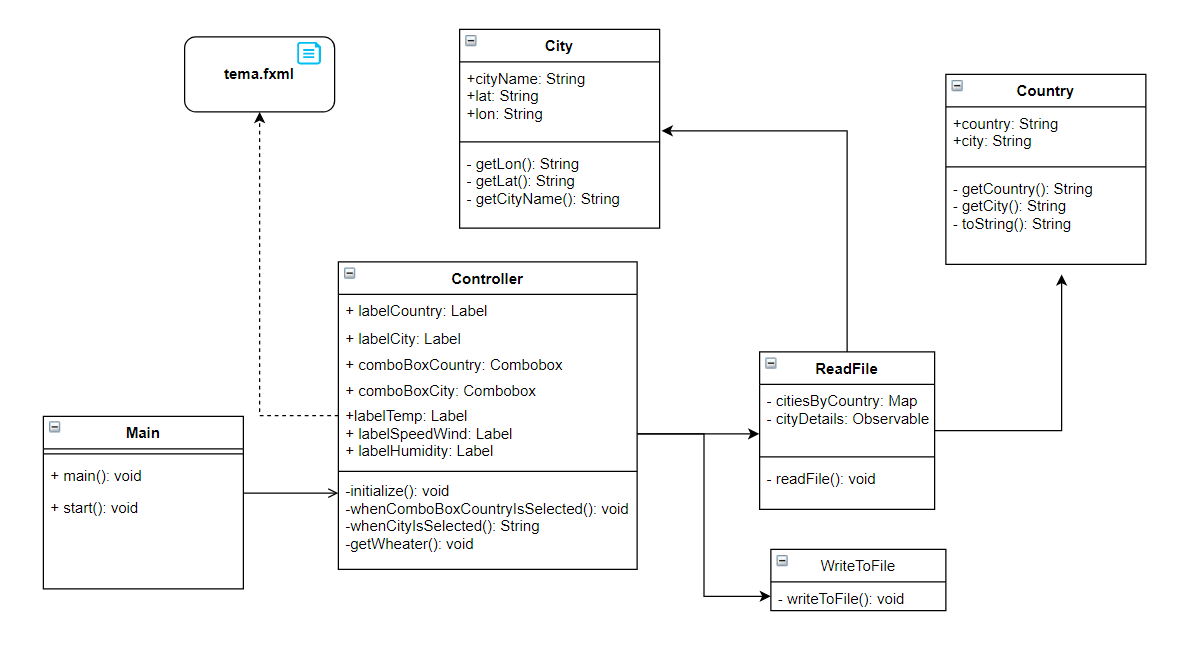 tema.fxml
City
+cityName: String
+lat: String
+lon: String
- getLon(): String
- getLat(): String
- getCityName(): String
Country
+country: String
+city: String
- getCountry(): String
- getCity(): String
- toString(): String
Controller
+ labelCountry: Label
+ labelCity: Label
+ comboBoxCountry: Combobox
+ comboBoxCity: Combobox
+labelTemp: Label
+ labelSpeedWind: Label
+ labelHumidity: Label
-initialize(): void
-whenComboBoxCountryIsSelected(): void
-whenCityIsSelected(): String
-getWheater(): void
Main
+ main(): void
+ start(): void
ReadFile
- citiesByCountry: Map
- cityDetails: Observable
- readFile(): void
WriteToFile
- writeToFile(): void